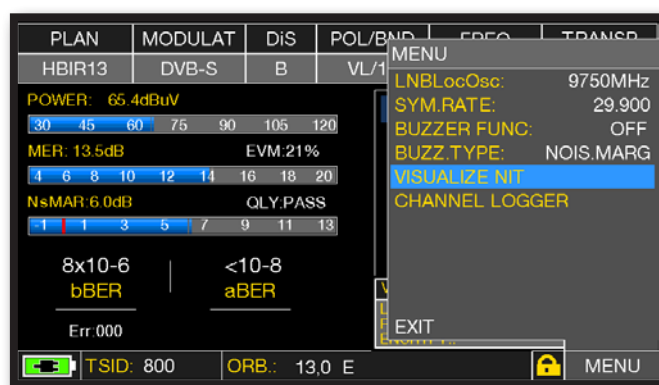 PLAN MODULAT DiS POL/BND FREQ TRANSP
HBIR13 DVB-S B VL/1
POWER: 65.4dBuV
30 45 60 75 90 105 120
MER: 13.5dB EVM:21%
4 6 8 10 12 14 16 18 20
NsMAR:6.0dB QLY:PASS
-1 1 3 5 7 9 11 13
8x10-6 <10-8
bBER aBER
Err:000
MENU
LNBLocOsc: 9750MHz
SYM.RATE: 29.900
BUZZER FUNC: OFF
BUZZ.TYPE: NOIS.MARG
VISUALIZE NIT
CHANNEL LOGGER
EXIT
TSID: 800 ORB.: 13,0 E MENU